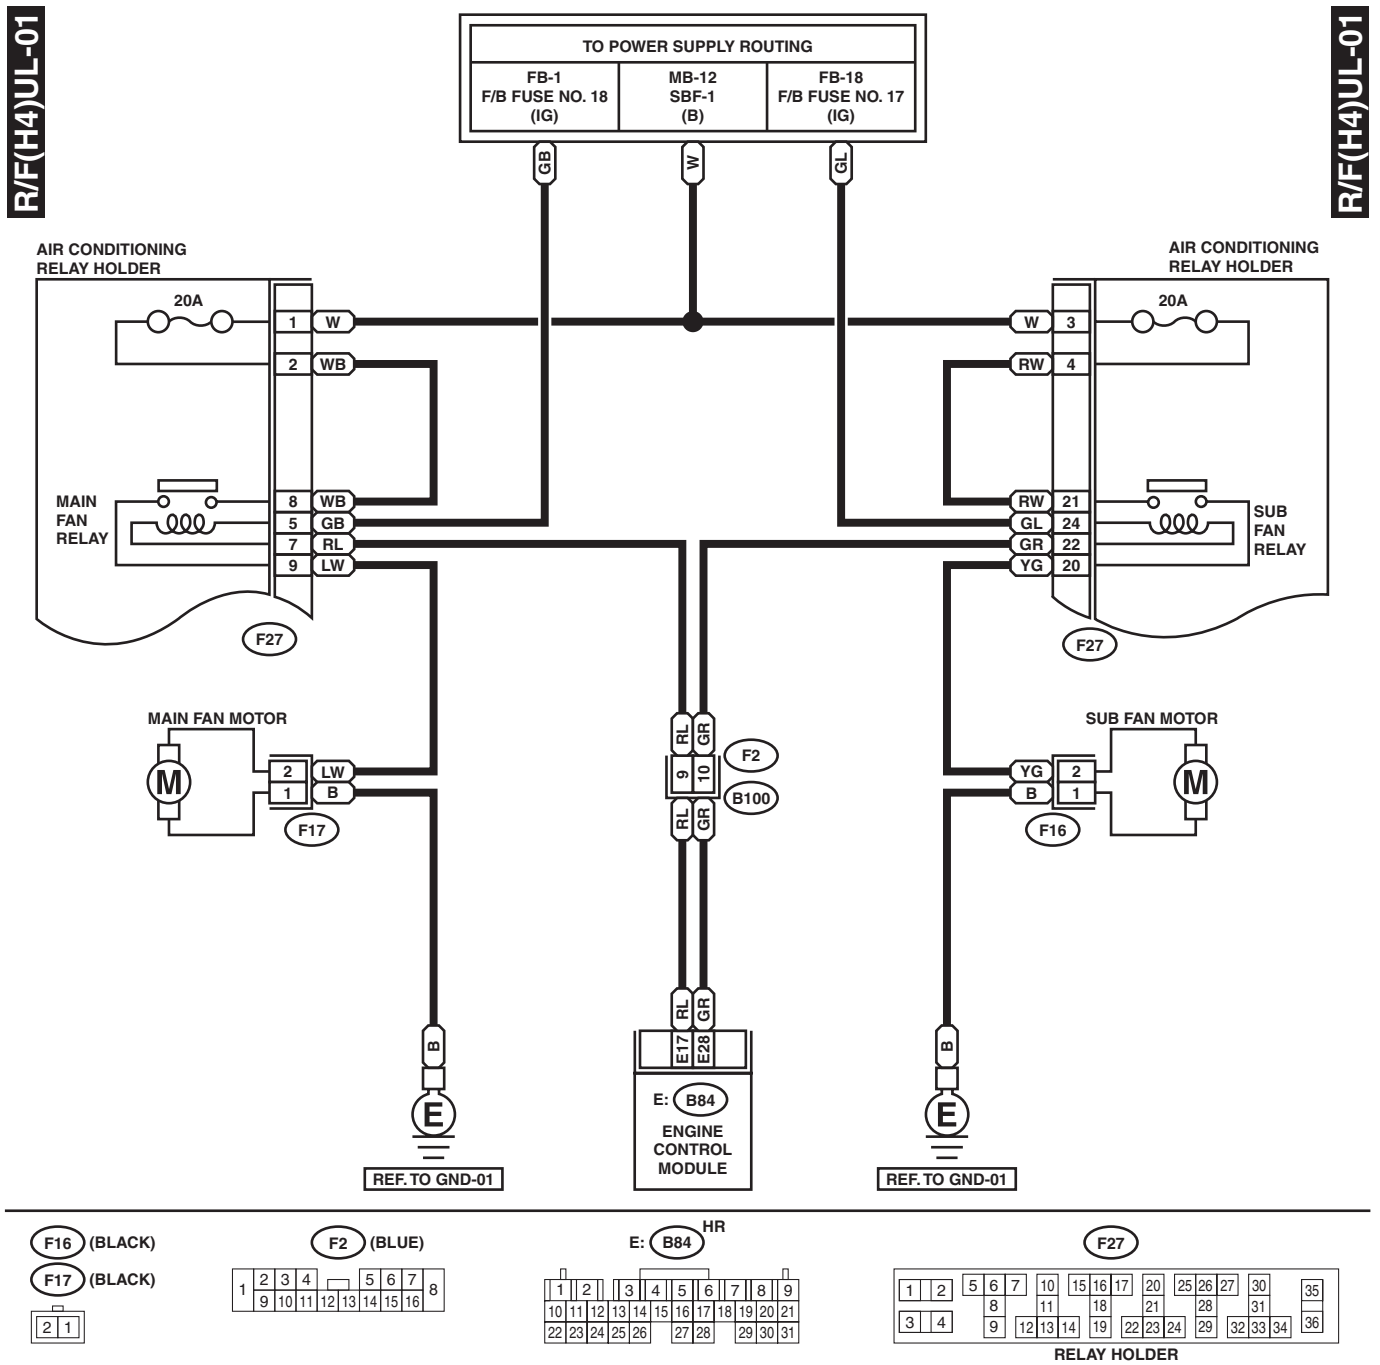 R/F(H4)UL-01
R/F(H4)UL-01
TO POWER SUPPLY ROUTING
FB-1
F/B FUSE NO. 18
(IG)
MB-12
SBF-1
(B)
FB-18
F/B FUSE NO. 17
(IG)
GB
W
GL
AIR CONDITIONING
RELAY HOLDER
20A
1 W
2 WB
MAIN
FAN
RELAY
8 WB
5 GB
7 RL
9 LW
F27
AIR CONDITIONING
RELAY HOLDER
20A
W 3
RW 4
RW 21
GL 24
GR 22
YG 20
SUB
FAN
RELAY
F27
MAIN FAN MOTOR
M
2 LW
1 B
F17
RL GR
9 10
F2
B100
RL GR
SUB FAN MOTOR
YG 2
B 1
M
F16
B
E
REF. TO GND-01
RL GR
E17 E28
E: B84
ENGINE
CONTROL
MODULE
B
E
REF. TO GND-01
F16 (BLACK)
F17 (BLACK)
2 1
F2 (BLUE)
1 2 3 4 5 6 7 8
9 10 11 12 13 14 15 16
HR
E: B84
1 2 3 4 5 6 7 8 9
10 11 12 13 14 15 16 17 18 19 20 21
22 23 24 25 26 27 28 29 30 31
F27
1 2 5 6 7 10 15 16 17 20 25 26 27 30 35
8 11 18 21 28 31
3 4 9 12 13 14 19 22 23 24 29 32 33 34 36
RELAY HOLDER